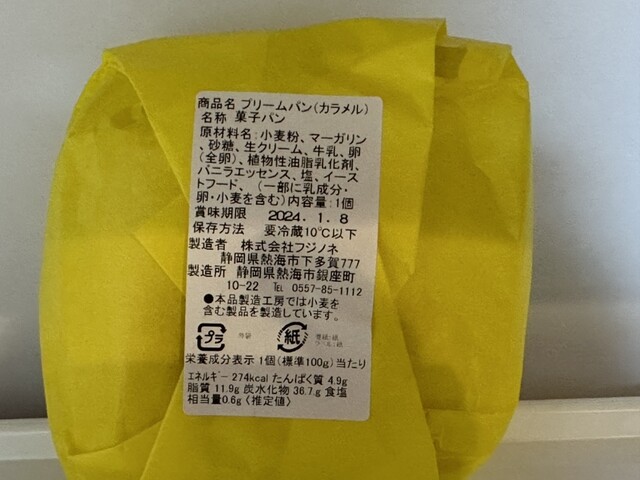 商品名 ブリームパン(カラメル)
名称 菓子パン
原材料名:小麦粉、マーガリン
、砂糖、生クリーム、牛乳、卵
(全卵)、植物性油脂乳化剤、
バニラエッセンス、塩、イース
トフード、(一部に乳成分・
卵・小麦を含む)内容量:1個
賞味期限 2024.1.8
保存方法 要冷蔵10℃以下
製造者 株式会社フジノネ
静岡県熱海市下多賀777
製造所 静岡県熱海市銀座町
10-22 ℡ 0557-85-1112
●本品製造工房では小麦を
含む製品を製造しています。
プラ 外袋 紙
栄養成分表示 1個(標準100g)当たり
エネルギー 274kcal たんぱく質 4.9g
脂質 11.9g 炭水化物 36.7g 食塩
相当量0.6g〈推定値〉